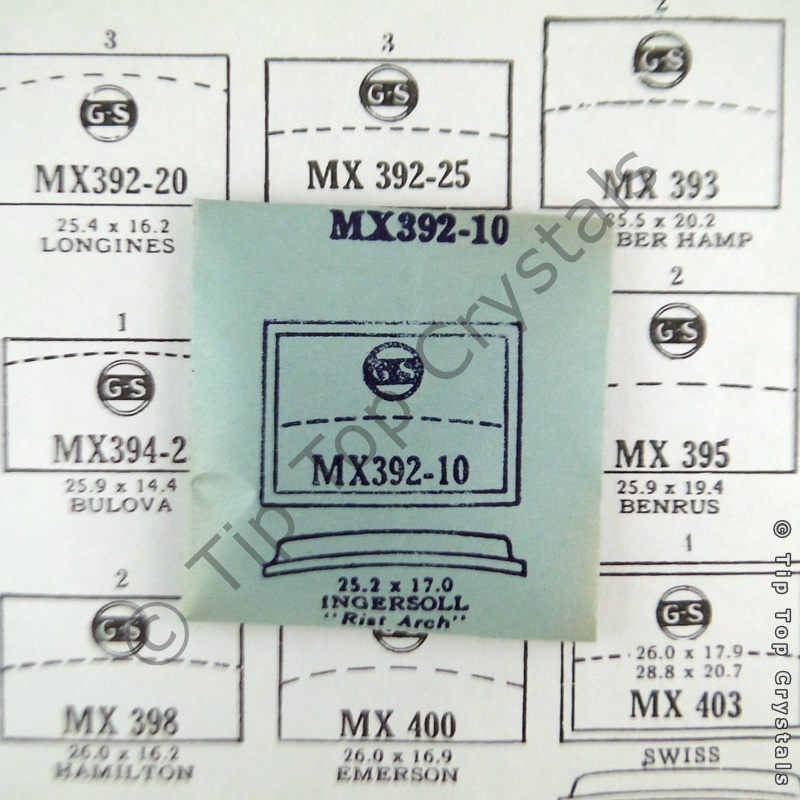 3
3
2
G-S
G-S
G-S
MX392-20
MX 392-25
MX 393
25.4 x 16.2
LONGINES
5.5 x 20.2
BER HAMP
MX392-10
G-S
MX392-10
25.2 x 17.0
INGERSOLL
"Rist Arch"
1
G-S
MX394-2
25.9 x 14.4
BULOVA
2
G-S
MX 395
25.9 x 19.4
BENRUS
2
G-S
MX 398
26.0 x 16.2
HAMILTON
MX 400
26.0 x 16.9
EMERSON
1
G-S
26.0 x 17.9
28.8 x 20.7
MX 403
SWISS
© Tip Top Crystals
© Tip Top Crystals